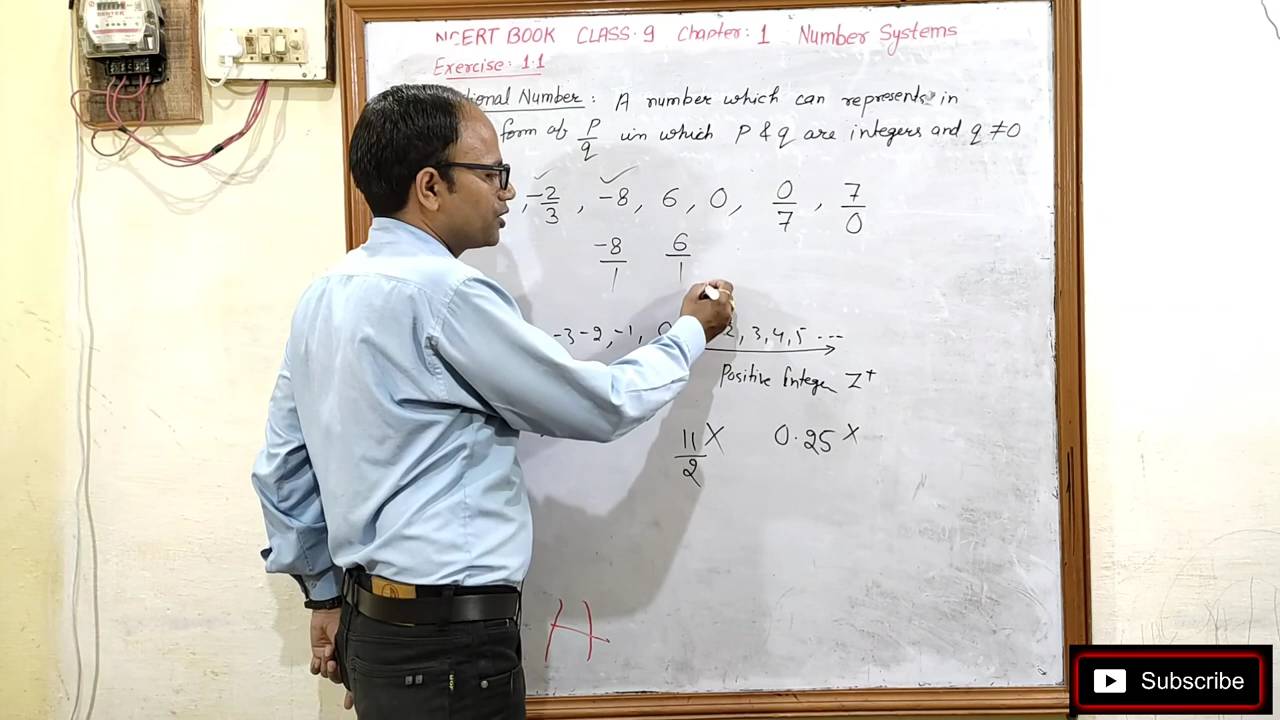 NCERT BOOK CLASS-9 Chapter: 1 Number Systems
Exercise: 1.1
tional Number: A number which can represents in
form of p/q in which P & q are integers and q ≠ 0
, -2/3, -8, 6, 0, 0/7, 7/0
-8/1 6/1
-3 -2, -1, 0 2, 3, 4, 5 ...
Positive Integer Z⁺
11/2 X 0.25 X
H
Subscribe